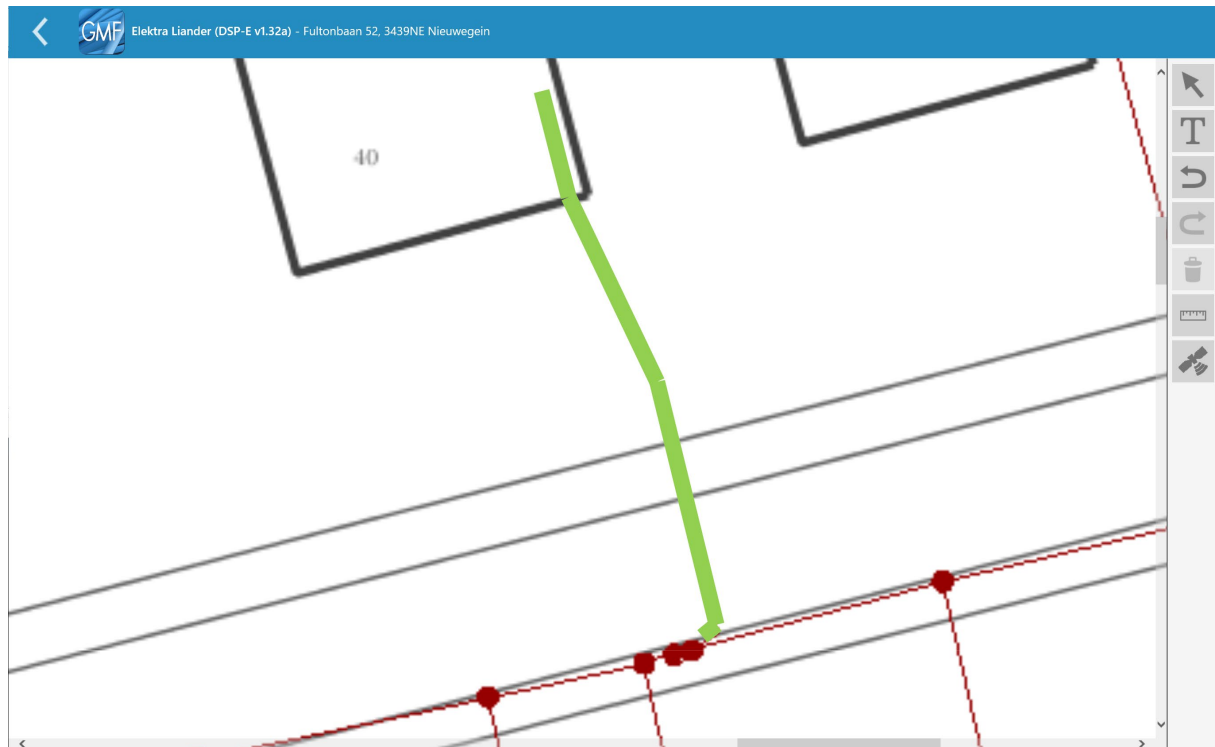 GMF Elektra Liander (DSP-E v1.32a) - Fultonbaan 52, 3439NE Nieuwegein
40
T